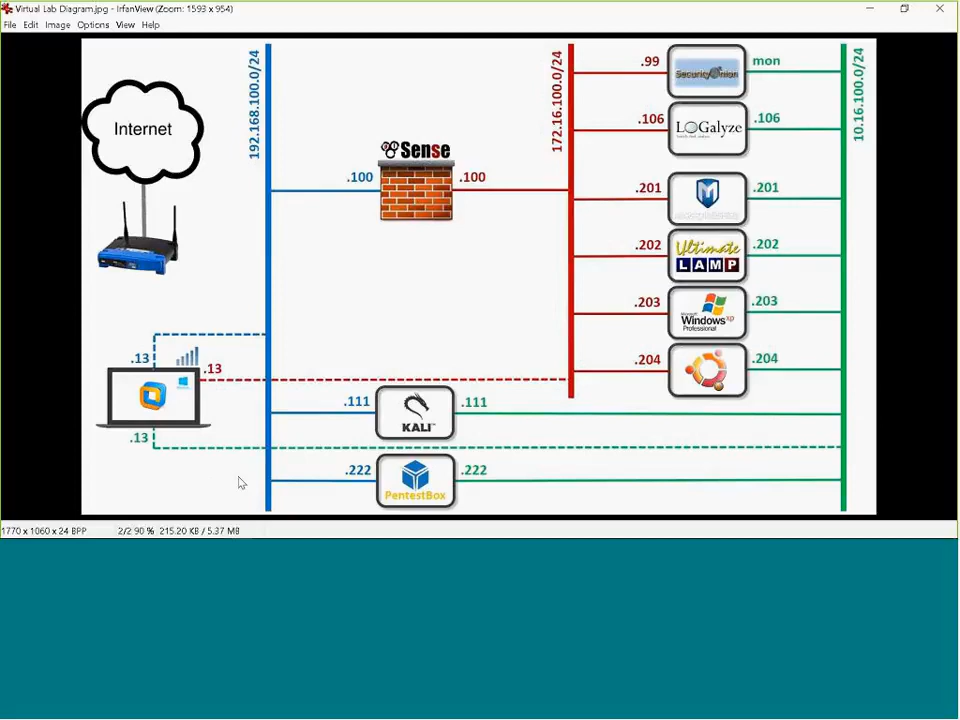 Virtual Lab Diagram.jpg - IrfanView (Zoom: 1593 x 954)
File Edit Image Options View Help
Internet
192.168.100.0/24
172.16.100.0/24
10.16.100.0/24
Sense
.100
.100
.99
Security Onion
mon
.106
LOGalyze
.106
.201
.201
.202
Ultimate
LAMP
.202
.203
Microsoft
Windows xp
Professional
.203
.204
.204
.13
.13
.13
.111
KALI
.111
.222
PentestBox
.222
1770 x 1060 x 24 BPP 2/2 90 % 215.20 KB / 5.37 MB